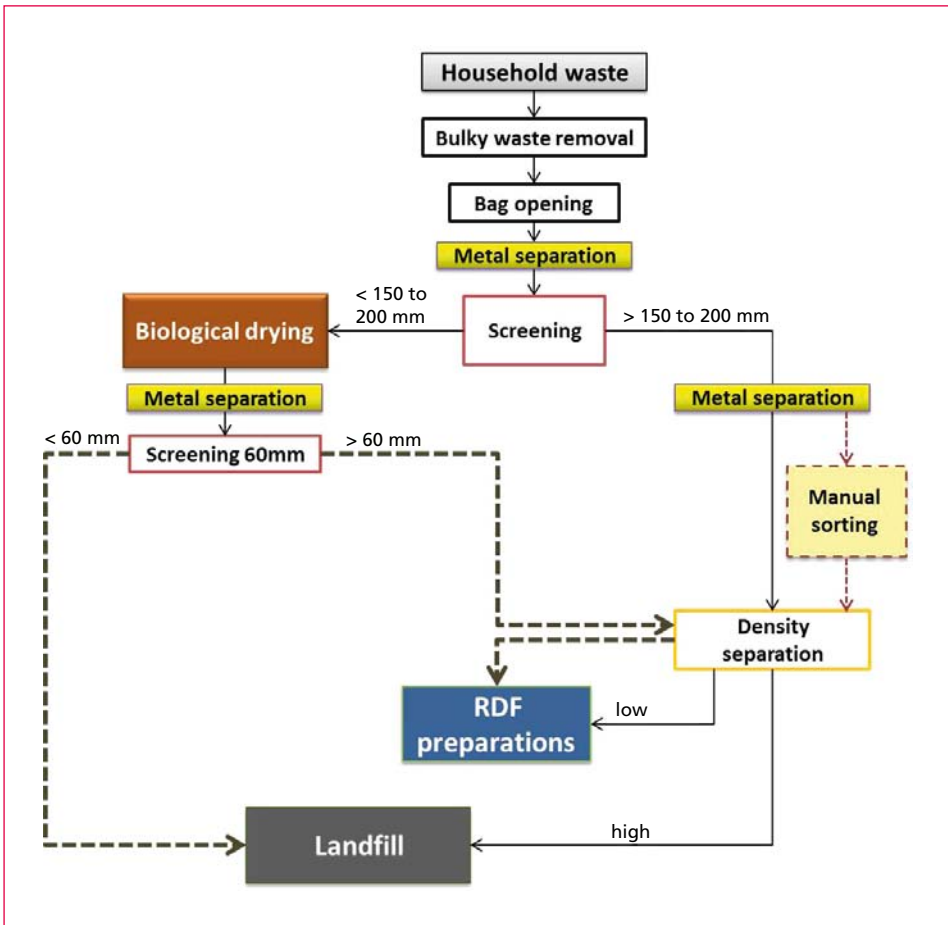 Household waste
Bulky waste removal
Bag opening
Metal separation
< 150 to
200 mm
Biological drying
Screening
> 150 to 200 mm
Metal separation
Metal separation
< 60 mm
Screening 60mm
> 60 mm
Manual
sorting
Density
separation
RDF
preparations
low
Landfill
high